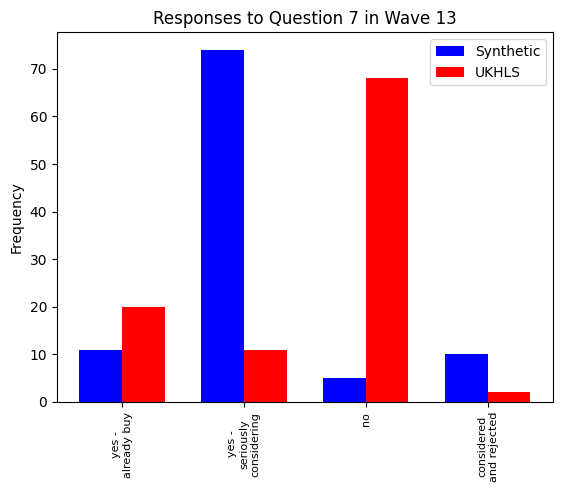 Responses to Question 7 in Wave 13
Synthetic
UKHLS
Frequency
70
60
50
40
30
20
10
0
yes -
already buy
yes -
seriously
considering
no
considered
and rejected